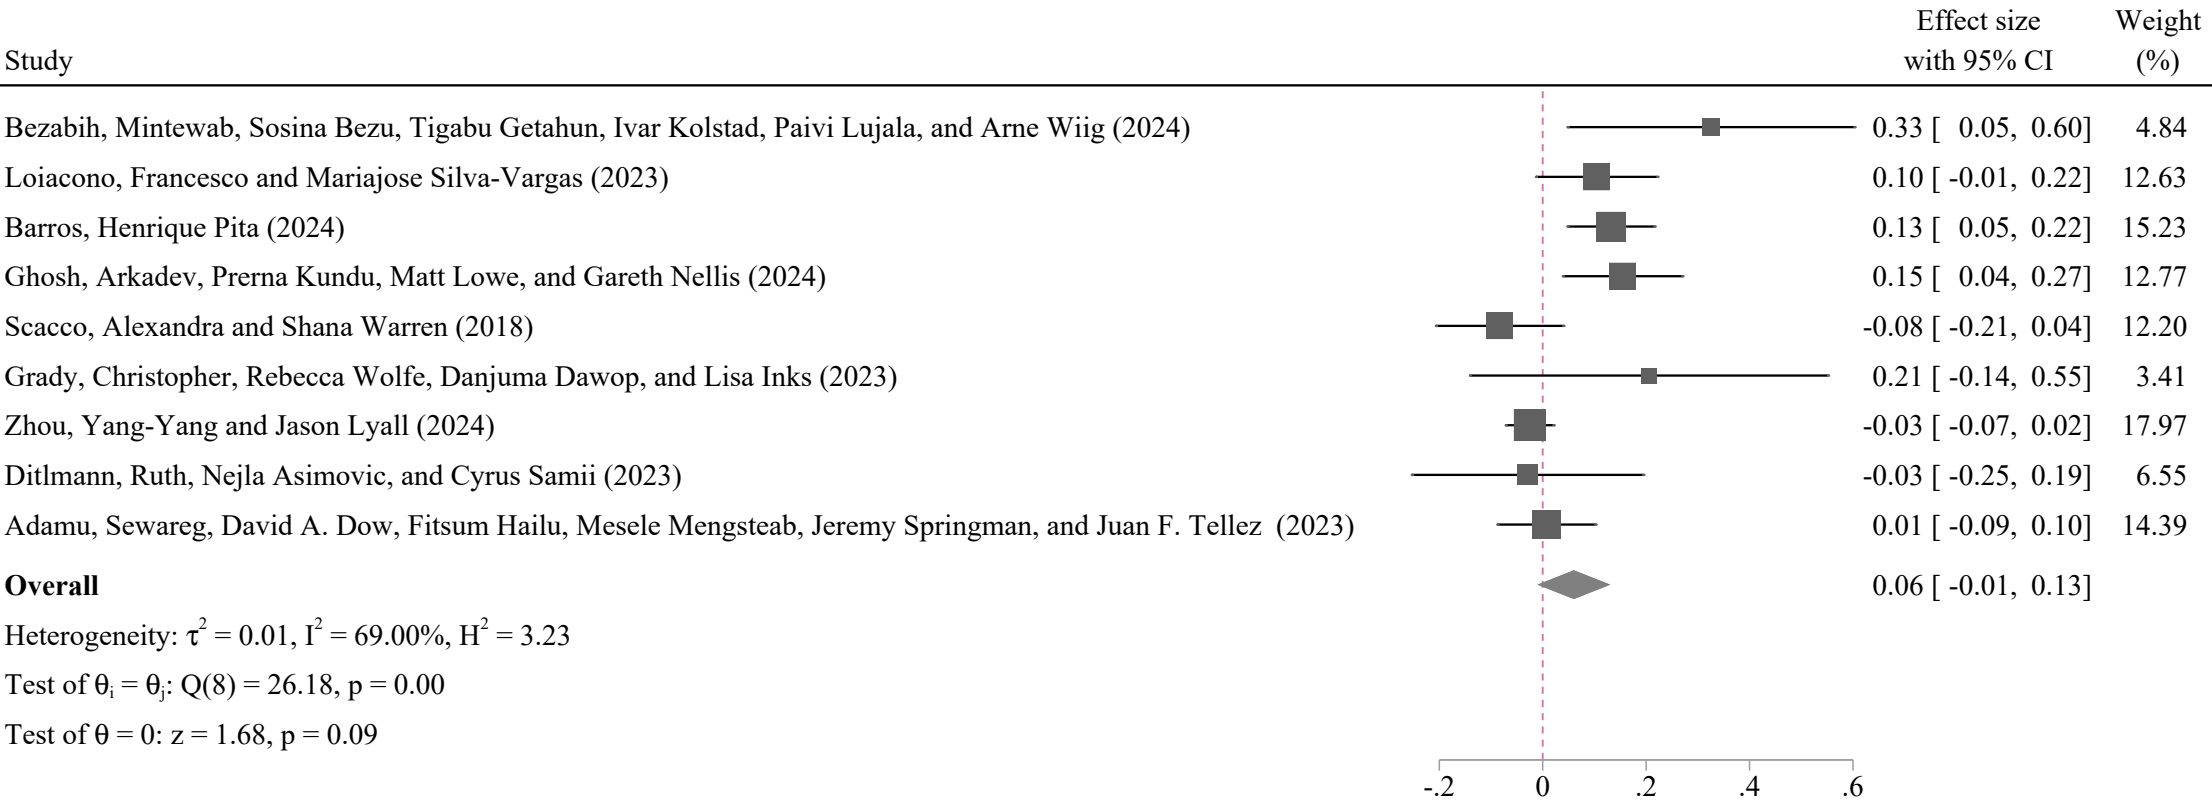 Effect size Weight
Study with 95% CI (%)
Bezabih, Mintewab, Sosina Bezu, Tigabu Getahun, Ivar Kolstad, Paivi Lujala, and Arne Wiig (2024) 0.33 [ 0.05, 0.60] 4.84
Loiacono, Francesco and Mariajose Silva-Vargas (2023) 0.10 [ -0.01, 0.22] 12.63
Barros, Henrique Pita (2024) 0.13 [ 0.05, 0.22] 15.23
Ghosh, Arkadev, Prerna Kundu, Matt Lowe, and Gareth Nellis (2024) 0.15 [ 0.04, 0.27] 12.77
Scacco, Alexandra and Shana Warren (2018) -0.08 [ -0.21, 0.04] 12.20
Grady, Christopher, Rebecca Wolfe, Danjuma Dawop, and Lisa Inks (2023) 0.21 [ -0.14, 0.55] 3.41
Zhou, Yang-Yang and Jason Lyall (2024) -0.03 [ -0.07, 0.02] 17.97
Ditlmann, Ruth, Nejla Asimovic, and Cyrus Samii (2023) -0.03 [ -0.25, 0.19] 6.55
Adamu, Sewareg, David A. Dow, Fitsum Hailu, Mesele Mengsteab, Jeremy Springman, and Juan F. Tellez (2023) 0.01 [ -0.09, 0.10] 14.39
Overall 0.06 [ -0.01, 0.13]
Heterogeneity: τ² = 0.01, I² = 69.00%, H² = 3.23
Test of θᵢ = θⱼ: Q(8) = 26.18, p = 0.00
Test of θ = 0: z = 1.68, p = 0.09
-.2 0 .2 .4 .6